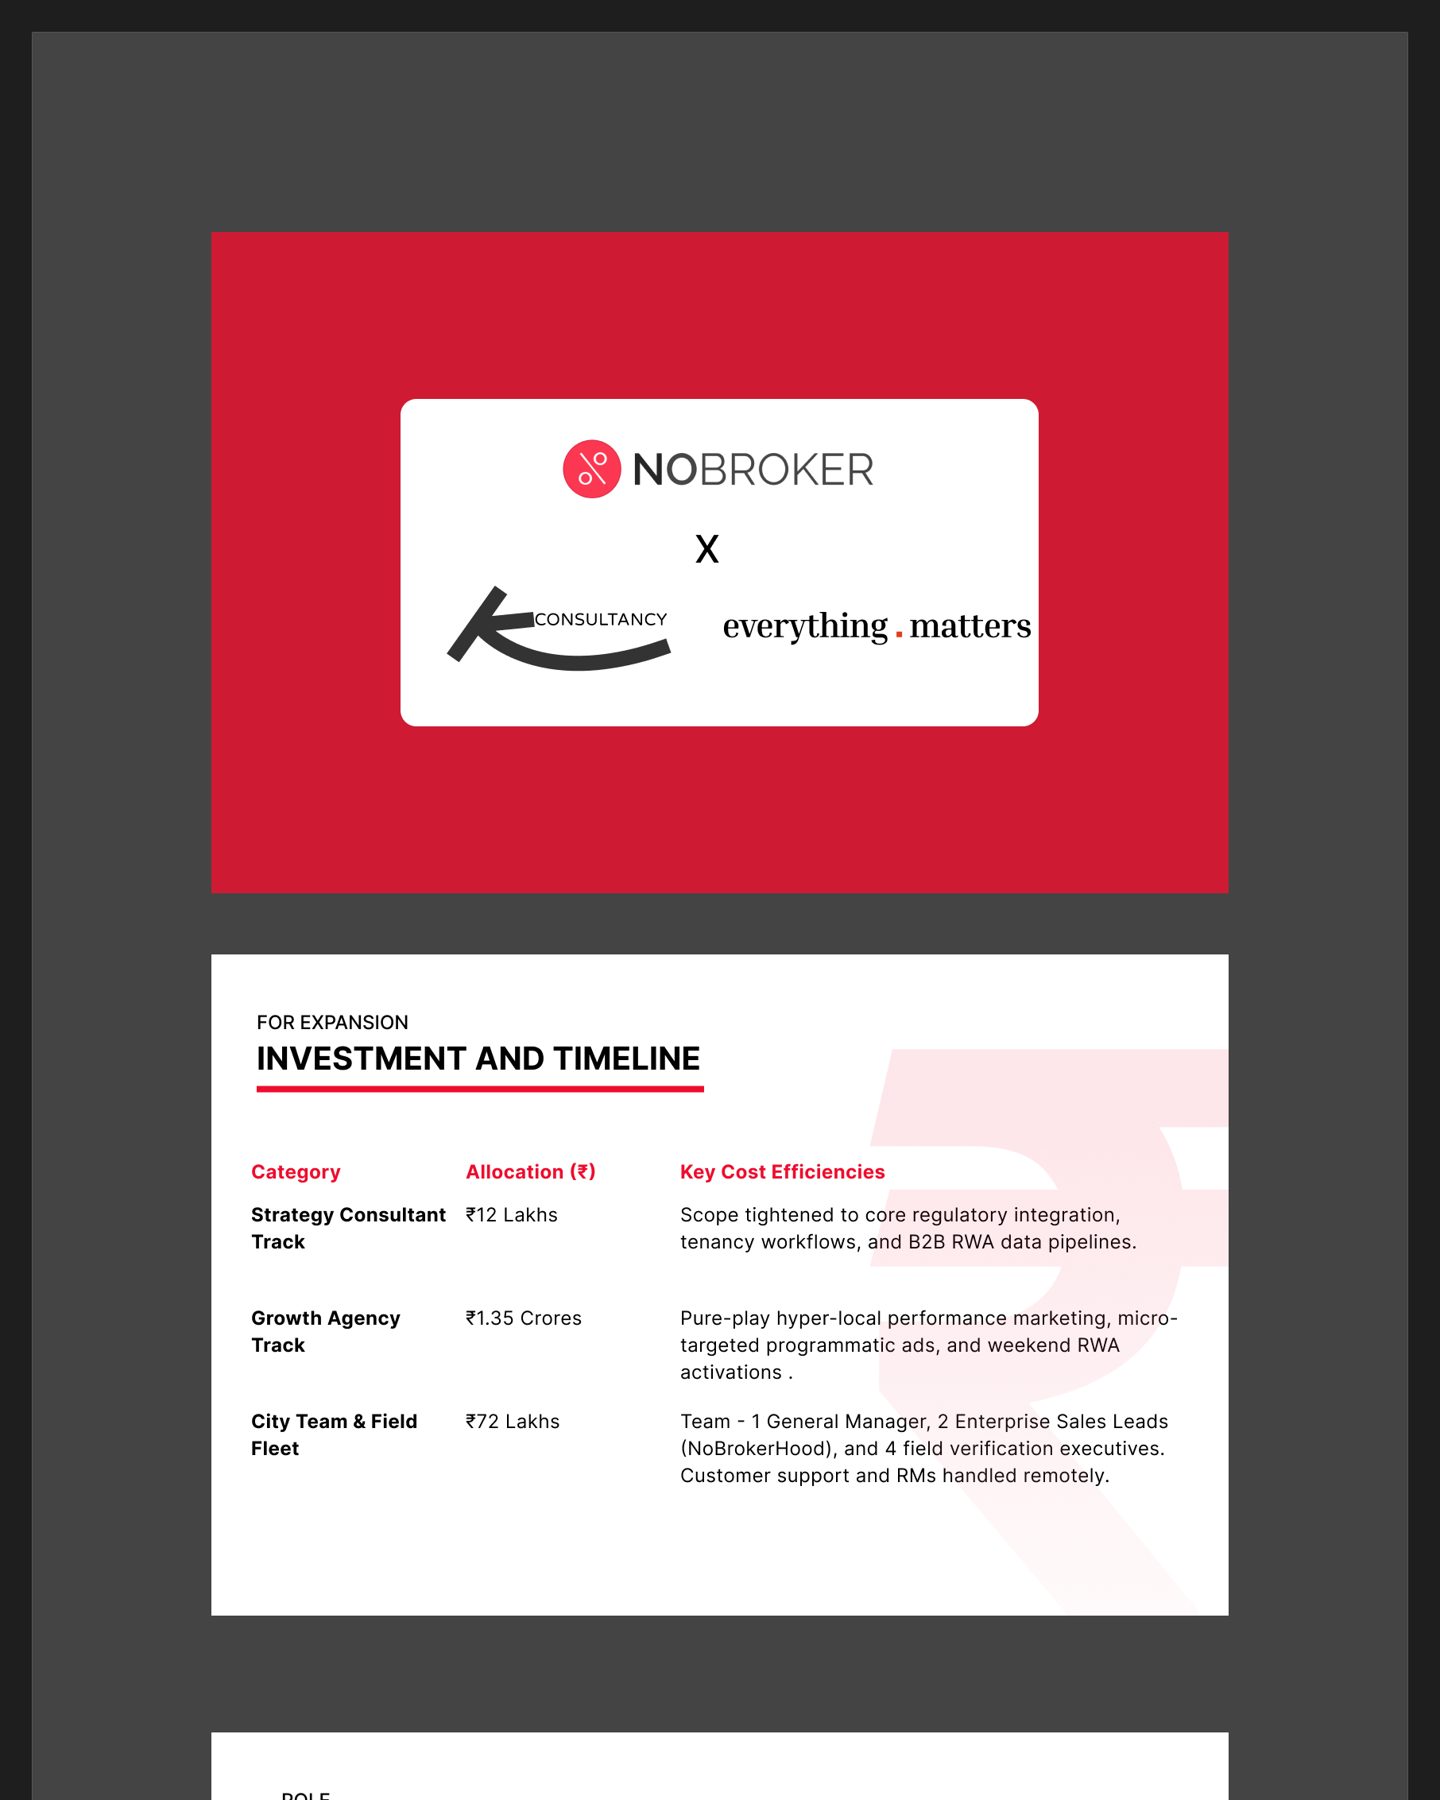 NOBROKER
X
CONSULTANCY
everything.matters
FOR EXPANSION
INVESTMENT AND TIMELINE
Category Allocation (₹) Key Cost Efficiencies
Strategy Consultant ₹12 Lakhs Scope tightened to core regulatory integration,
Track tenancy workflows, and B2B RWA data pipelines.
Growth Agency ₹1.35 Crores Pure-play hyper-local performance marketing, micro-
Track targeted programmatic ads, and weekend RWA
activations .
City Team & Field ₹72 Lakhs Team - 1 General Manager, 2 Enterprise Sales Leads
Fleet (NoBrokerHood), and 4 field verification executives.
Customer support and RMs handled remotely.